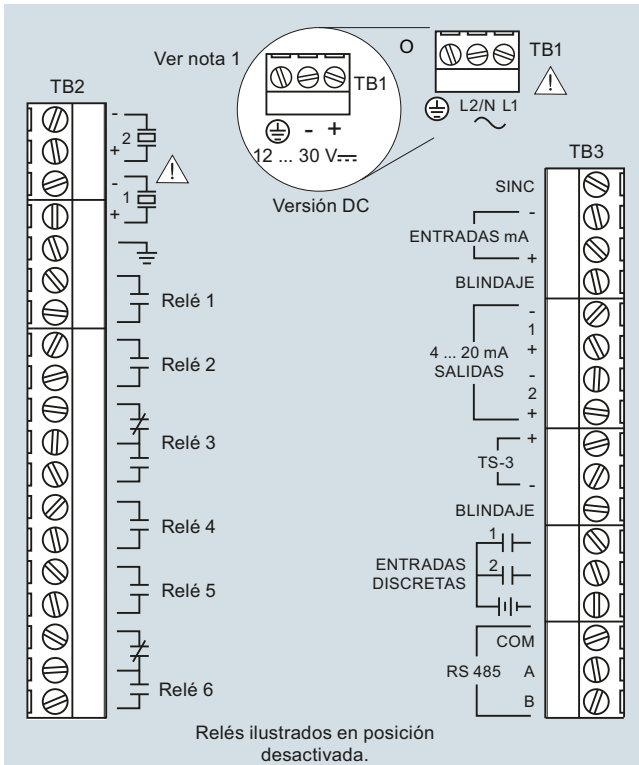 Ver nota 1
TB1
- +
12 ... 30 V
Versión DC
O
TB1
L2/N L1
TB2
-
2
+
-
1
+
Relé 1
Relé 2
Relé 3
Relé 4
Relé 5
Relé 6
TB3
SINC
-
ENTRADAS mA
+
BLINDAJE
-
1
4 ... 20 mA +
SALIDAS -
2
+
+
TS-3
-
BLINDAJE
1
ENTRADAS 2
DISCRETAS
COM
RS 485 A
B
Relés ilustrados en posición
desactivada.